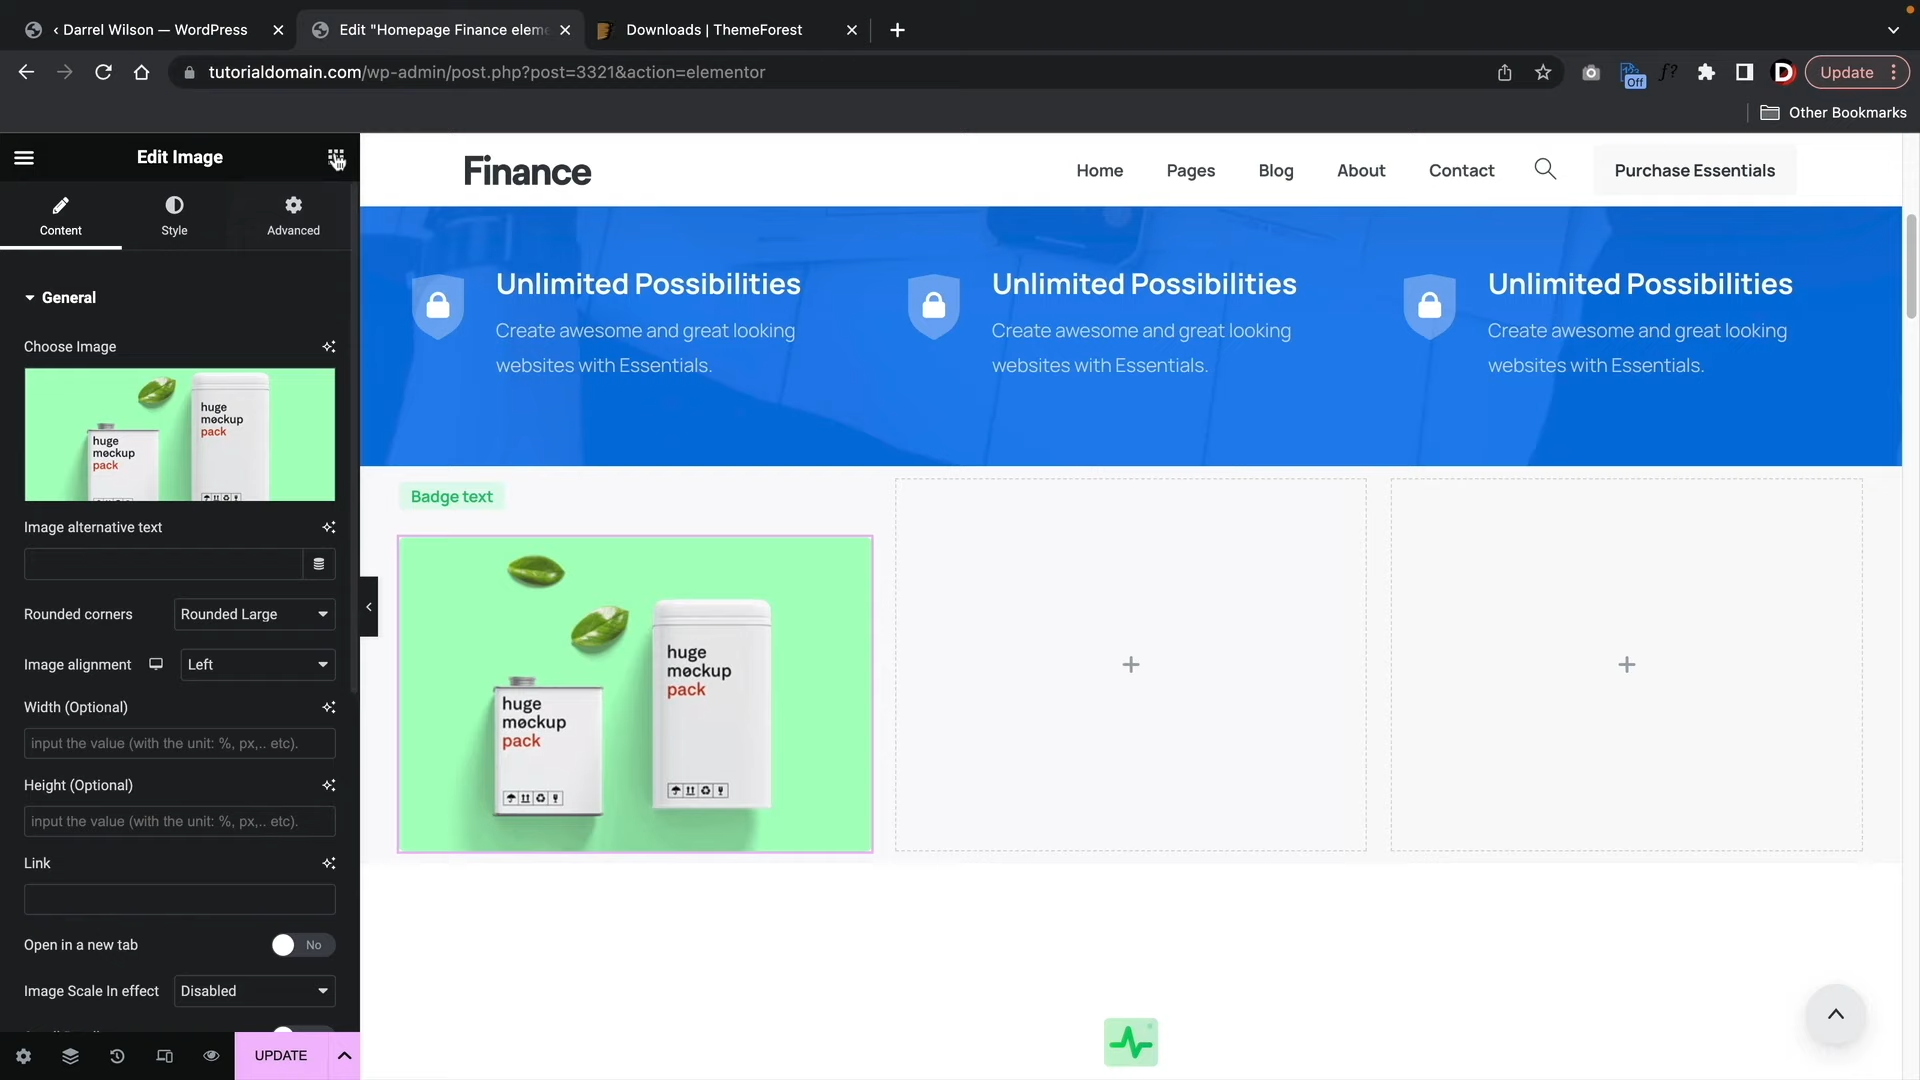 < Darrel Wilson — WordPress
Edit "Homepage Finance eleme
Downloads | ThemeForest
tutorialdomain.com/wp-admin/post.php?post=3321&action=elementor
Off
f?
D
Update
Other Bookmarks
Edit Image
Content
Style
Advanced
General
Choose Image
huge
mockup
pack
huge
mockup
pack
Image alternative text
Rounded corners
Rounded Large
Image alignment
Left
Width (Optional)
input the value (with the unit: %, px,.. etc).
Height (Optional)
input the value (with the unit: %, px,.. etc).
Link
Open in a new tab
No
Image Scale In effect
Disabled
UPDATE
Finance
Home
Pages
Blog
About
Contact
Purchase Essentials
Unlimited Possibilities
Create awesome and great looking
websites with Essentials.
Unlimited Possibilities
Create awesome and great looking
websites with Essentials.
Unlimited Possibilities
Create awesome and great looking
websites with Essentials.
Badge text
huge
mockup
pack
huge
mockup
pack